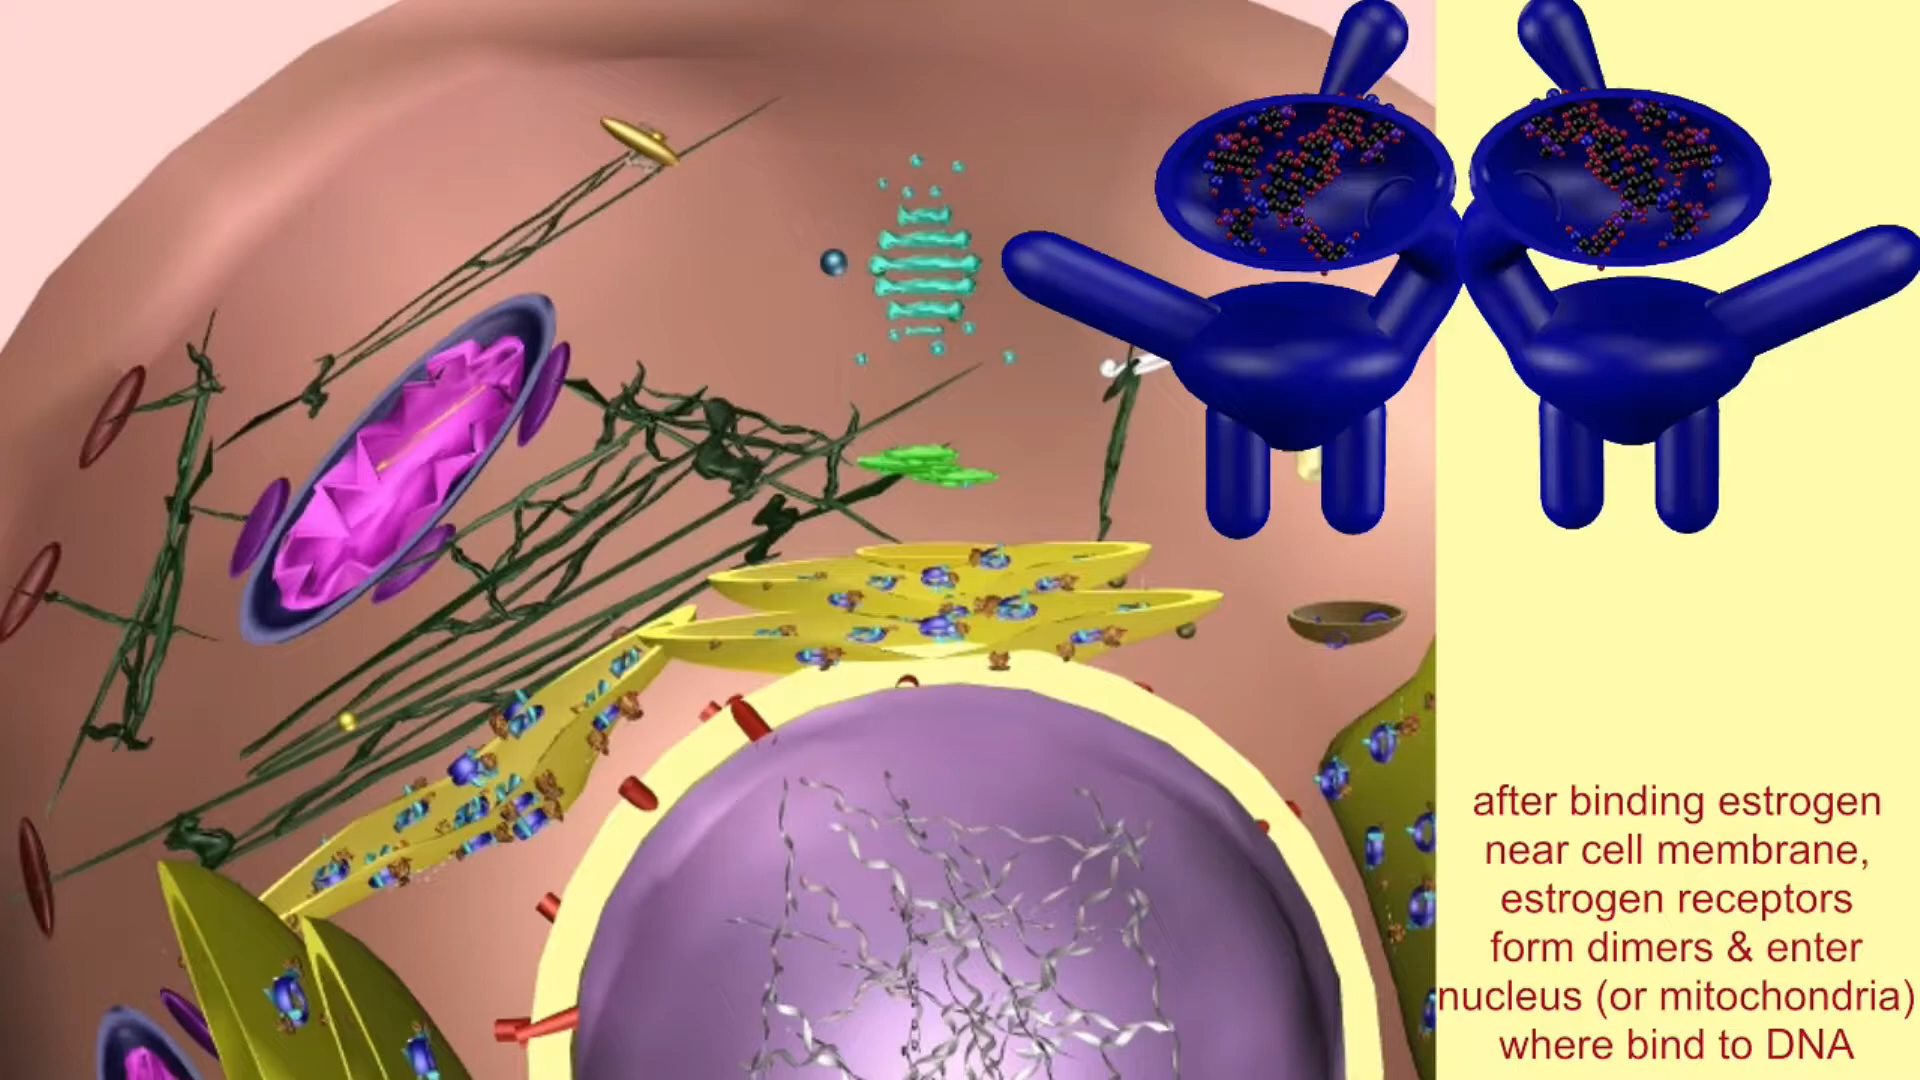 after binding estrogen
near cell membrane,
estrogen receptors
form dimers & enter
nucleus (or mitochondria)
where bind to DNA